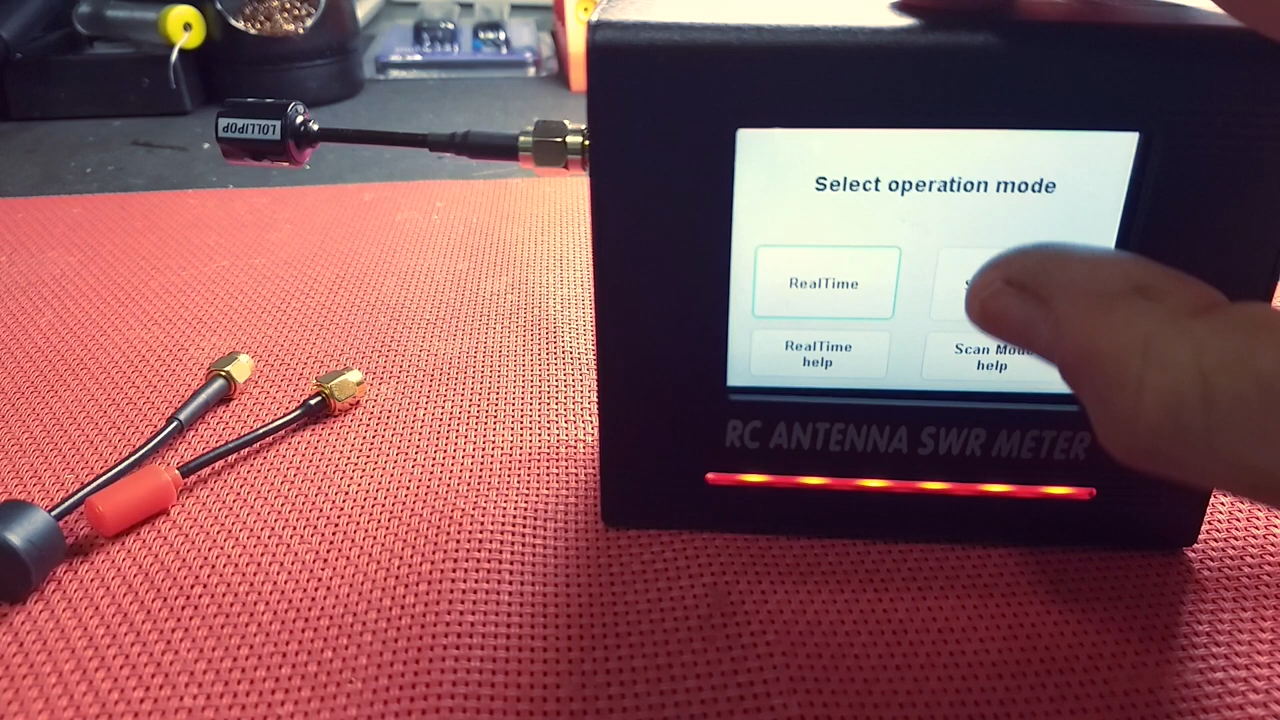 LOLLIPOP
Select operation mode
RealTime
RealTime
help
Scan Mode
help
RC ANTENNA SWR METER